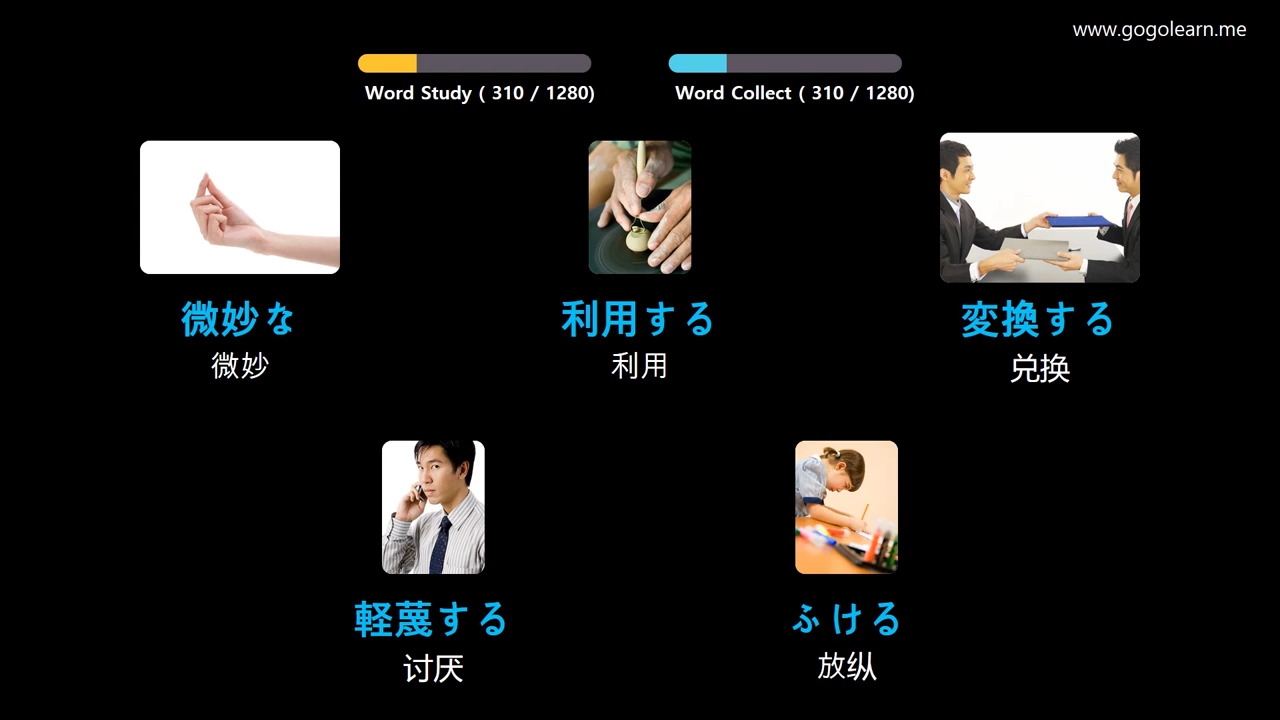 www.gogolearn.me
Word Study ( 310 / 1280)
Word Collect ( 310 / 1280)
微妙な
微妙
利用する
利用
変換する
兑换
軽蔑する
讨厌
ふける
放纵